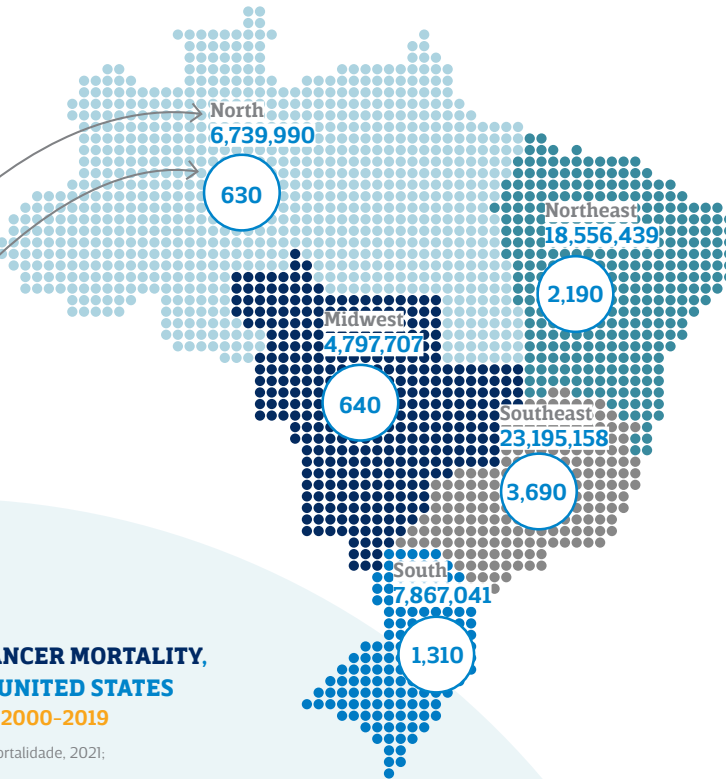 North
6,739,990
630
Northeast
18,556,439
2,190
Midwest
4,797,707
640
Southeast
23,195,158
3,690
South
7,867,041
1,310
ANCER MORTALITY,
UNITED STATES
2000-2019
ortalidade, 2021;